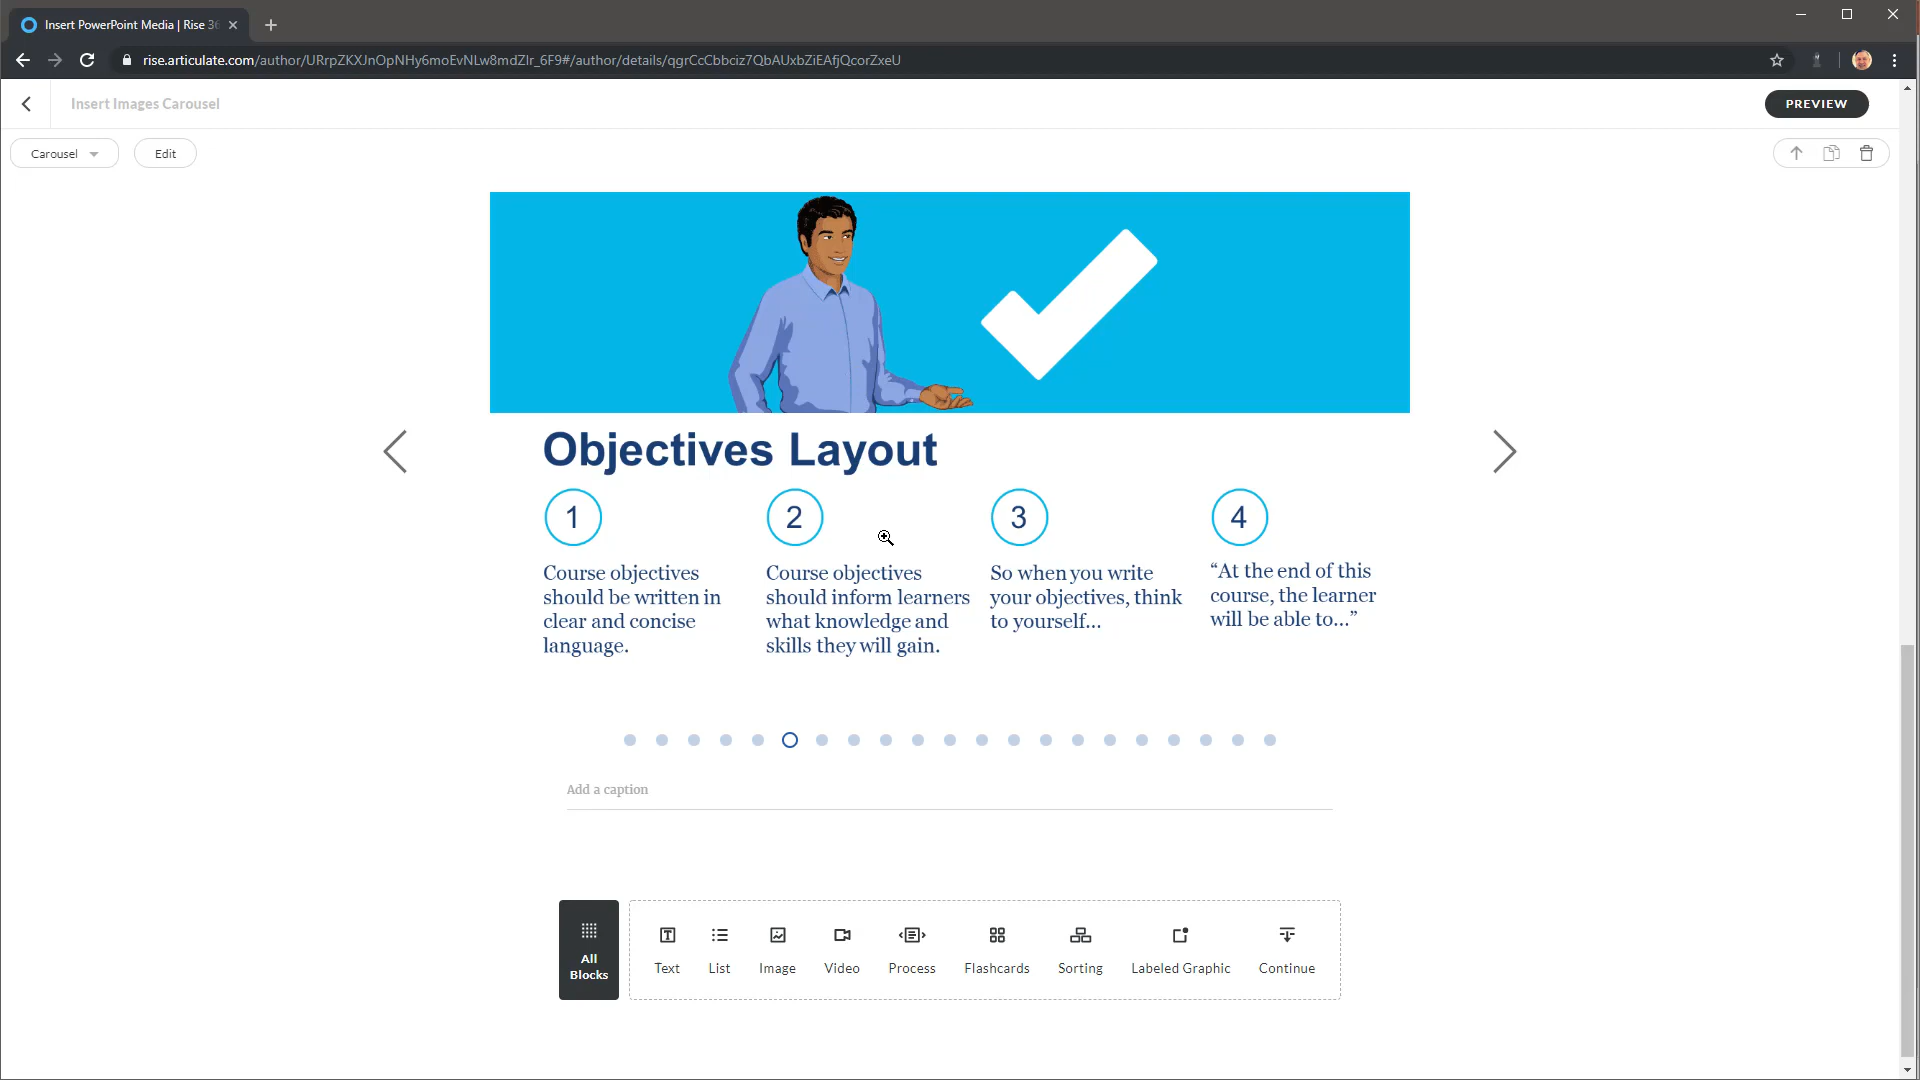 Insert PowerPoint Media | Rise 36
rise.articulate.com/author/URrpZKXJnOpNHy6moEvNLw8mdZlr_6F9#/author/details/qgrCcCbbciz7QbAUxbZiEAfjQcorZxeU
Insert Images Carousel
PREVIEW
Carousel
Edit
Objectives Layout
1
2
3
4
Course objectives
should be written in
clear and concise
language.
Course objectives
should inform learners
what knowledge and
skills they will gain.
So when you write
your objectives, think
to yourself...
“At the end of this
course, the learner
will be able to...”
Add a caption
All
Blocks
Text
List
Image
Video
Process
Flashcards
Sorting
Labeled Graphic
Continue